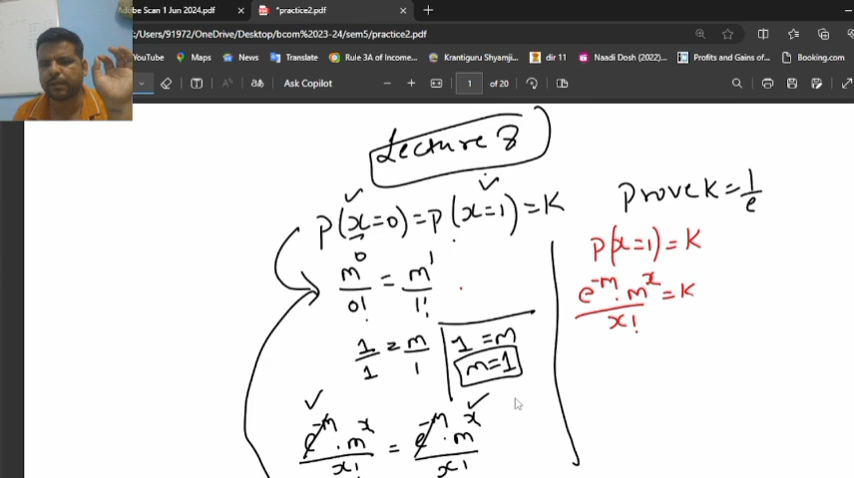 dobe Scan 1 Jun 2024.pdf
*practice2.pdf
:/Users/91972/OneDrive/Desktop/bcom%2023-24/sem5/practice2.pdf
YouTube Maps News Translate Rule 3A of Income... Krantiguru Shyamji... dir 11 Naadi Dosh (2022)... Profits and Gains of... Booking.com
Ask Copilot 1 of 20
Lecture 8
P(x=0)=P(x=1)=K
Prove K=1/e
P(x=1)=K
m^0/0! = m^1/1!
e^-m.m^x/x! = K
1/1 = m/1
1=m
m=1
e^-m.m^x/x! = e^-m.m^x/x!